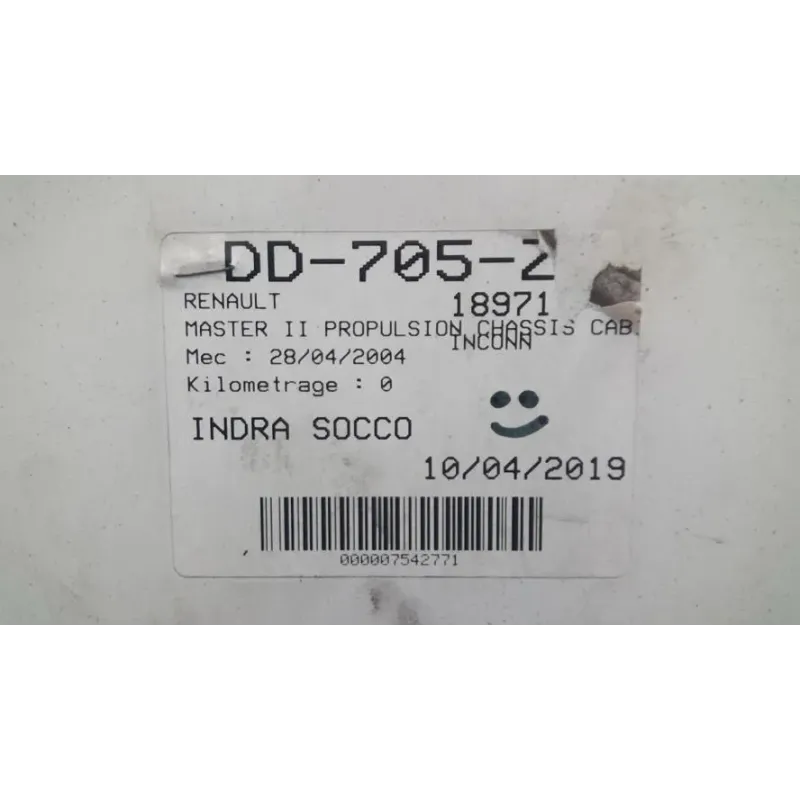 DD-705-Z
RENAULT 18971
MASTER II PROPULSION CHASSIS CAB
INCONN
Mec : 28/04/2004
Kilometrage : 0
INDRA SOCCO
10/04/2019
000007542771